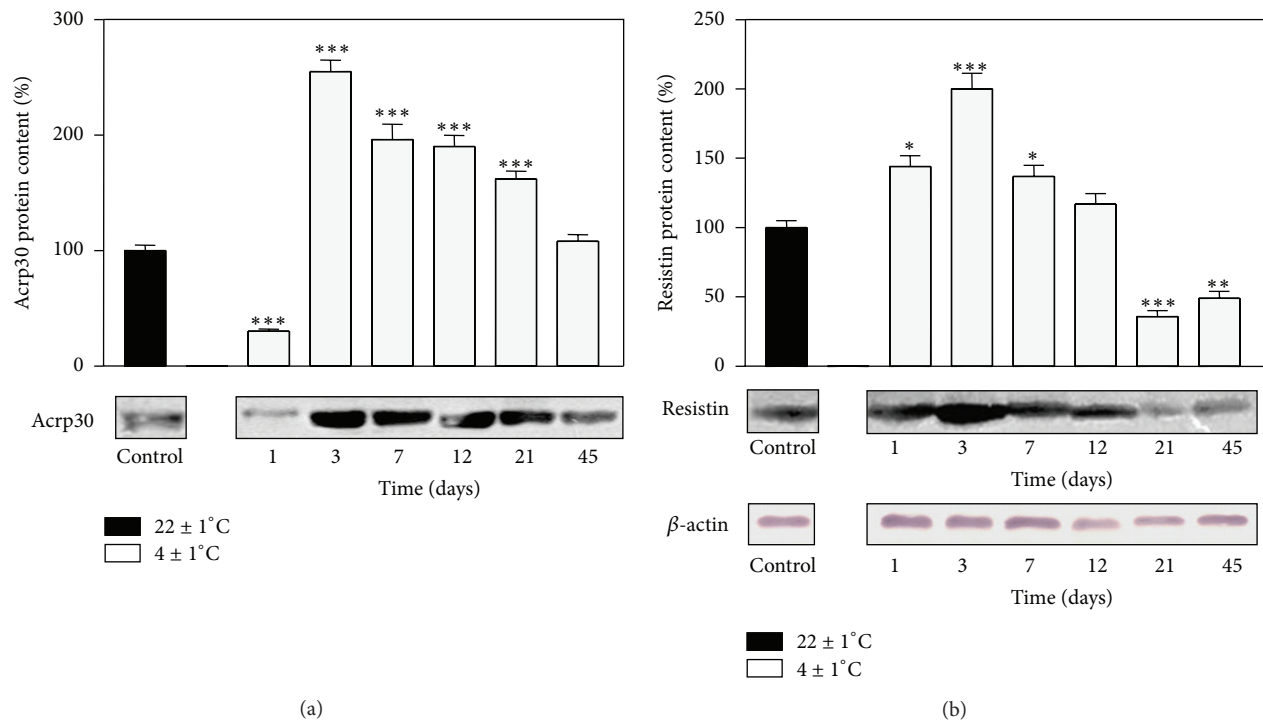 300
200
100
0
Acrp30 protein content (%)
***
***
***
***
***
Acrp30
Control
1 3 7 12 21 45
Time (days)
22 ± 1°C
4 ± 1°C
(a)
250
200
150
100
50
0
Resistin protein content (%)
*
***
*
***
**
Resistin
Control
1 3 7 12 21 45
Time (days)
β-actin
Control
1 3 7 12 21 45
Time (days)
22 ± 1°C
4 ± 1°C
(b)